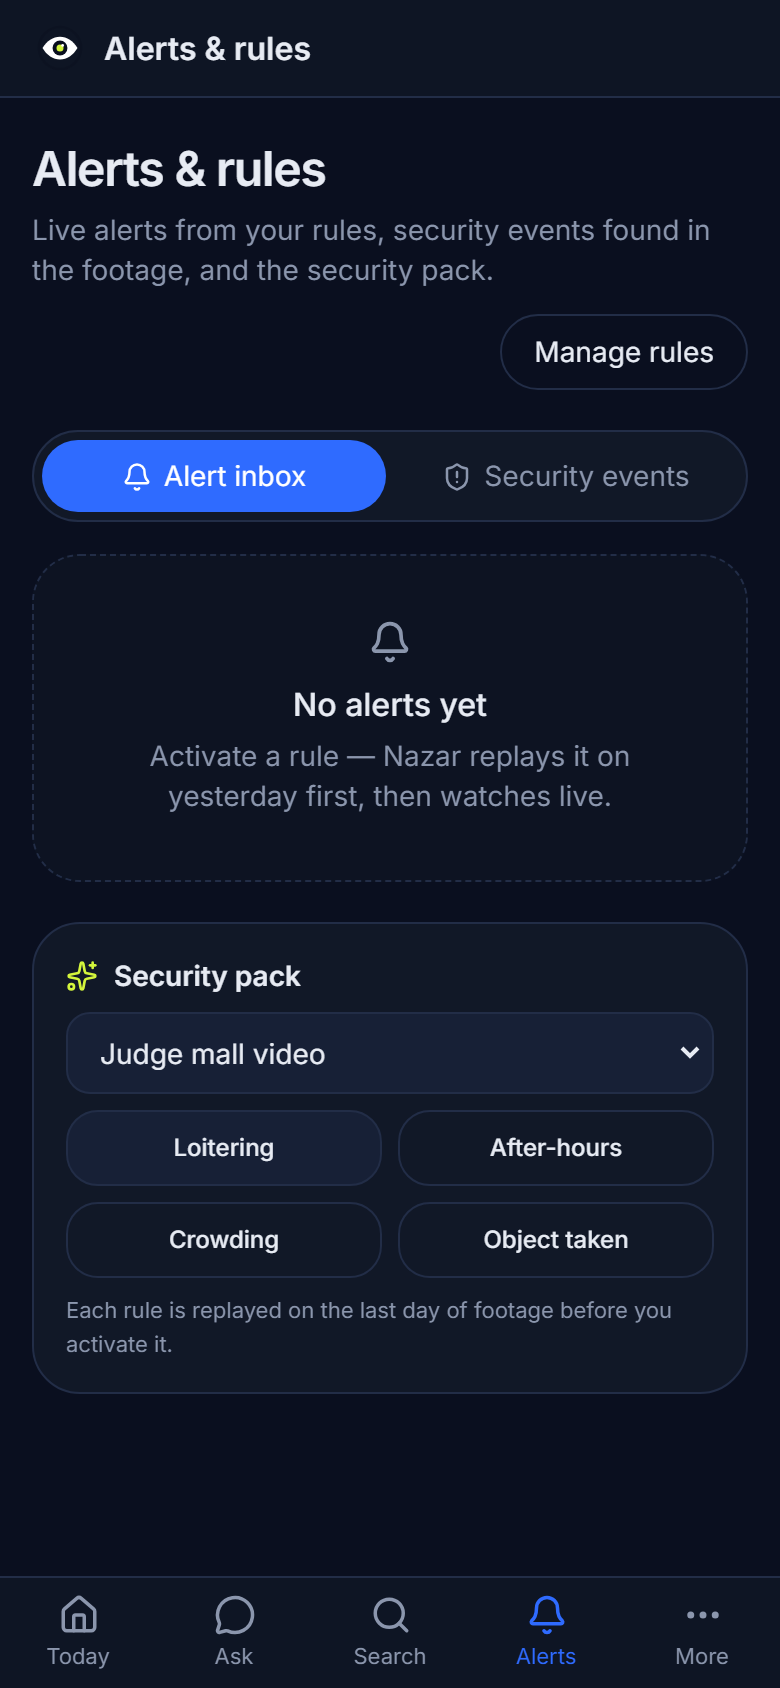 Alerts & rules
Alerts & rules
Live alerts from your rules, security events found in
the footage, and the security pack.
Manage rules
Alert inbox
Security events
No alerts yet
Activate a rule — Nazar replays it on
yesterday first, then watches live.
Security pack
Judge mall video
Loitering
After-hours
Crowding
Object taken
Each rule is replayed on the last day of footage before you
activate it.
Today
Ask
Search
Alerts
More